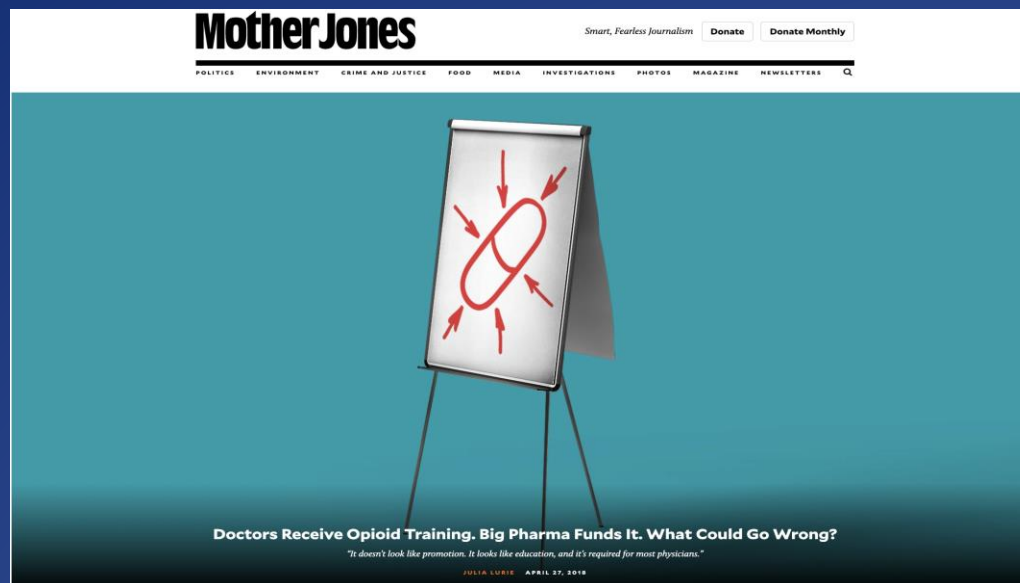 Mother Jones
Smart, Fearless Journalism Donate Donate Monthly
POLITICS ENVIRONMENT CRIME AND JUSTICE FOOD MEDIA INVESTIGATIONS PHOTOS MAGAZINE NEWSLETTERS
Doctors Receive Opioid Training. Big Pharma Funds It. What Could Go Wrong?
"It doesn't look like promotion. It looks like education, and it's required for most physicians."
JULIA LURIE APRIL 27, 2018